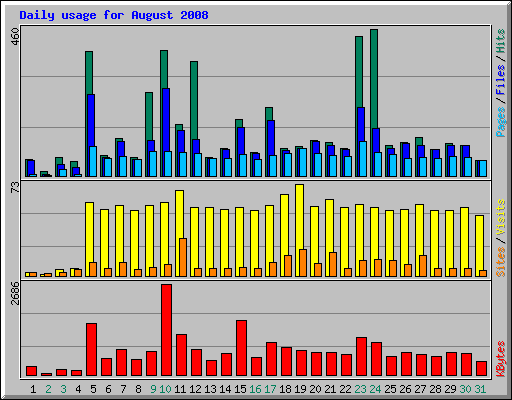 Daily usage for August 2008
460
Pages / Files / Hits
73
Sites / Visits
2686
KBytes
1 2 3 4 5 6 7 8 9 10 11 12 13 14 15 16 17 18 19 20 21 22 23 24 25 26 27 28 29 30 31